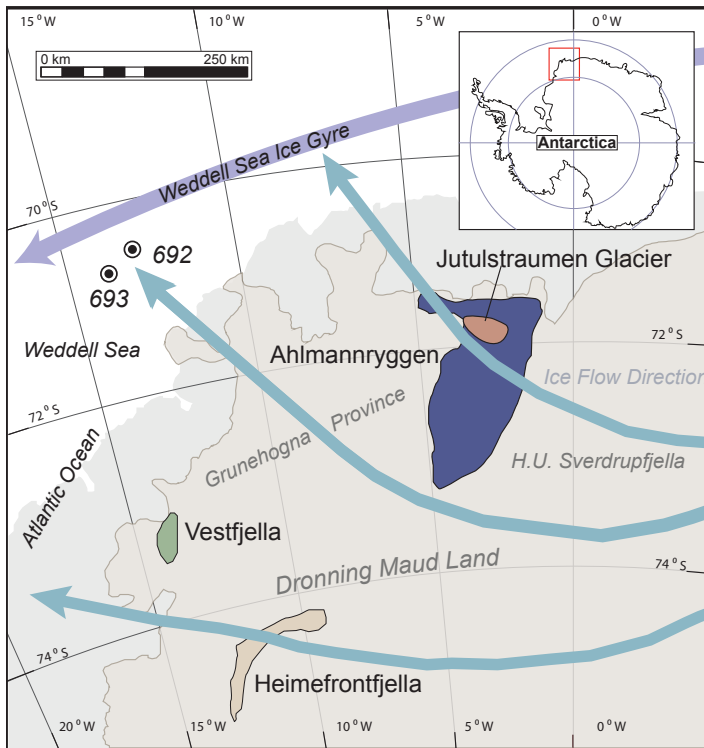 15 °W
10 °W
5 °W
0 °W
0 km
250 km
Antarctica
Weddell Sea Ice Gyre
70 °S
692
693
Jutulstraumen Glacier
Weddell Sea
Ahlmannryggen
72 °S
Ice Flow Direction
72 °S
Grunehogna Province
H.U. Sverdrupfjella
Atlantic Ocean
Vestfjella
Dronning Maud Land
74 °S
74 °S
Heimefrontfjella
20 °W
15 °W
10 °W
5 °W
0 °W